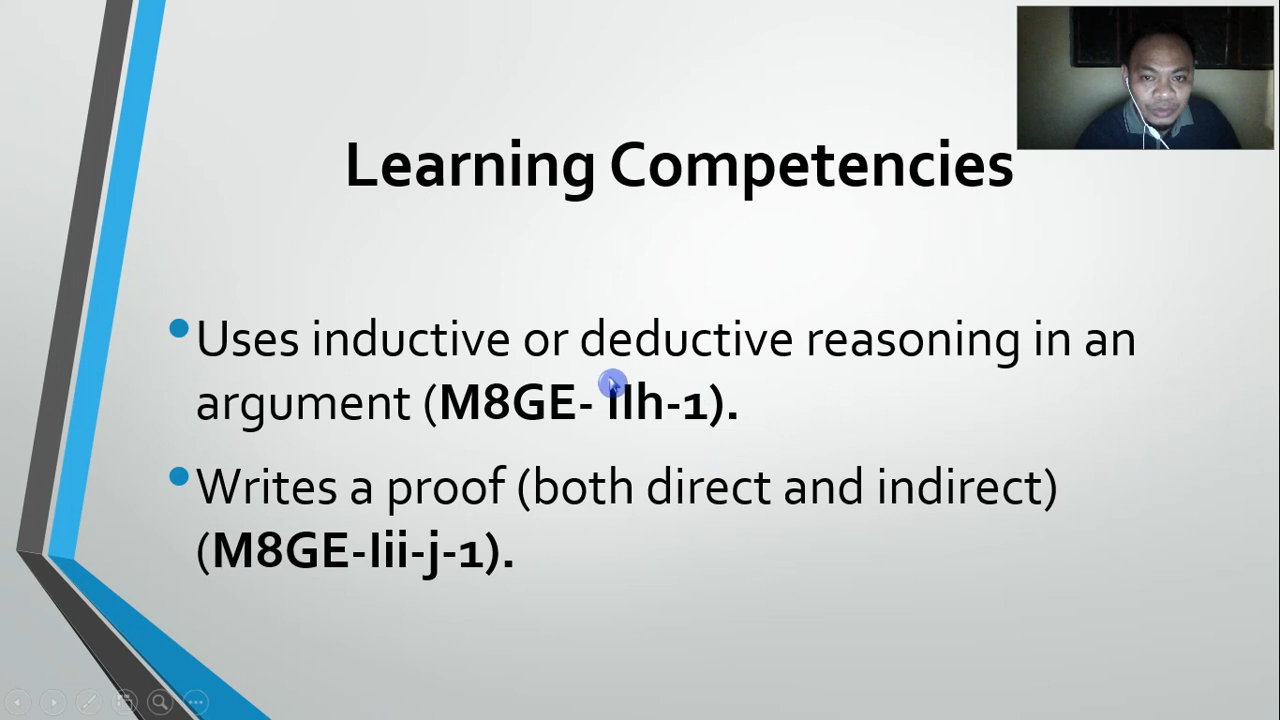 Learning Competencies
Uses inductive or deductive reasoning in an
argument (M8GE- IIh-1).
Writes a proof (both direct and indirect)
(M8GE-Iii-j-1).